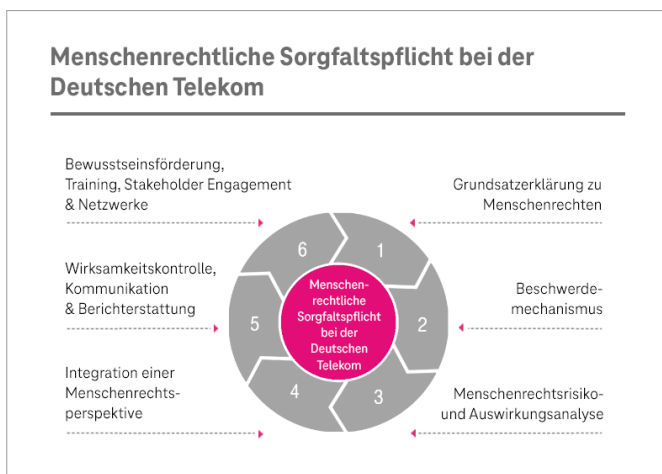 Menschenrechtliche Sorgfaltspflicht bei der
Deutschen Telekom
Bewusstseinsförderung,
Training, Stakeholder Engagement
& Netzwerke
Grundsatzerklärung zu
Menschenrechten
6
1
Wirksamkeitskontrolle,
Kommunikation
& Berichterstattung
Menschen-
rechtliche
Sorgfaltspflicht
bei der
Deutschen
Telekom
Beschwerde-
mechanismus
5
2
Integration einer
Menschenrechts-
perspektive
4
3
Menschenrechtsrisiko-
und Auswirkungsanalyse